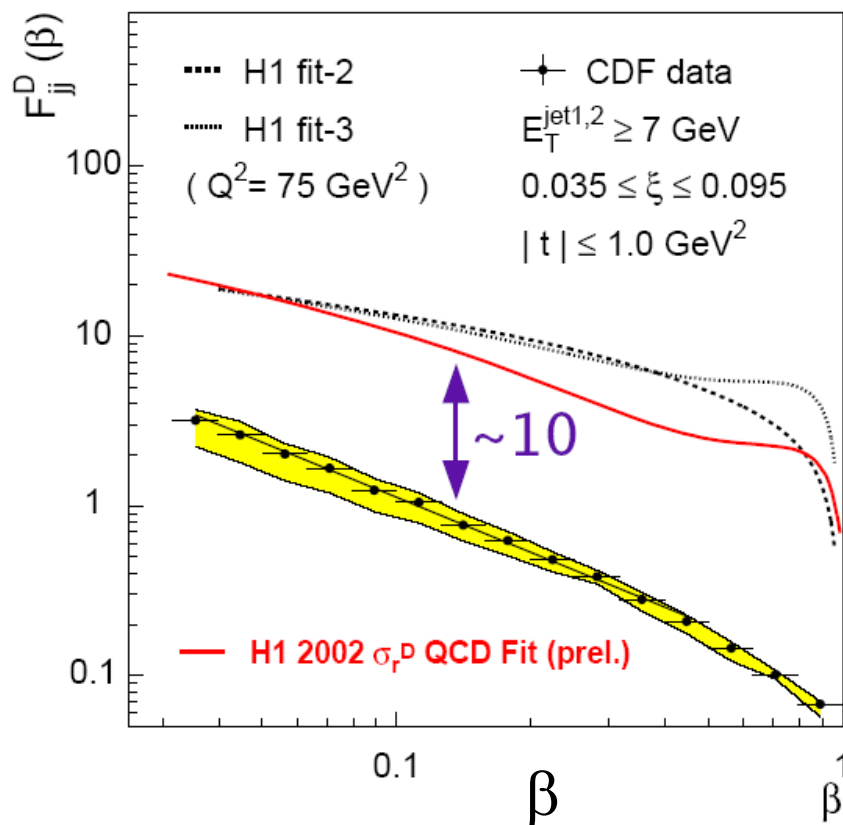 F_jj^D (β)
H1 fit-2
H1 fit-3
( Q² = 75 GeV² )
CDF data
E_T^jet1,2 ≥ 7 GeV
0.035 ≤ ξ ≤ 0.095
| t | ≤ 1.0 GeV²
100
10
1
0.1
~10
H1 2002 σ_r^D QCD Fit (prel.)
0.1
1
β
β